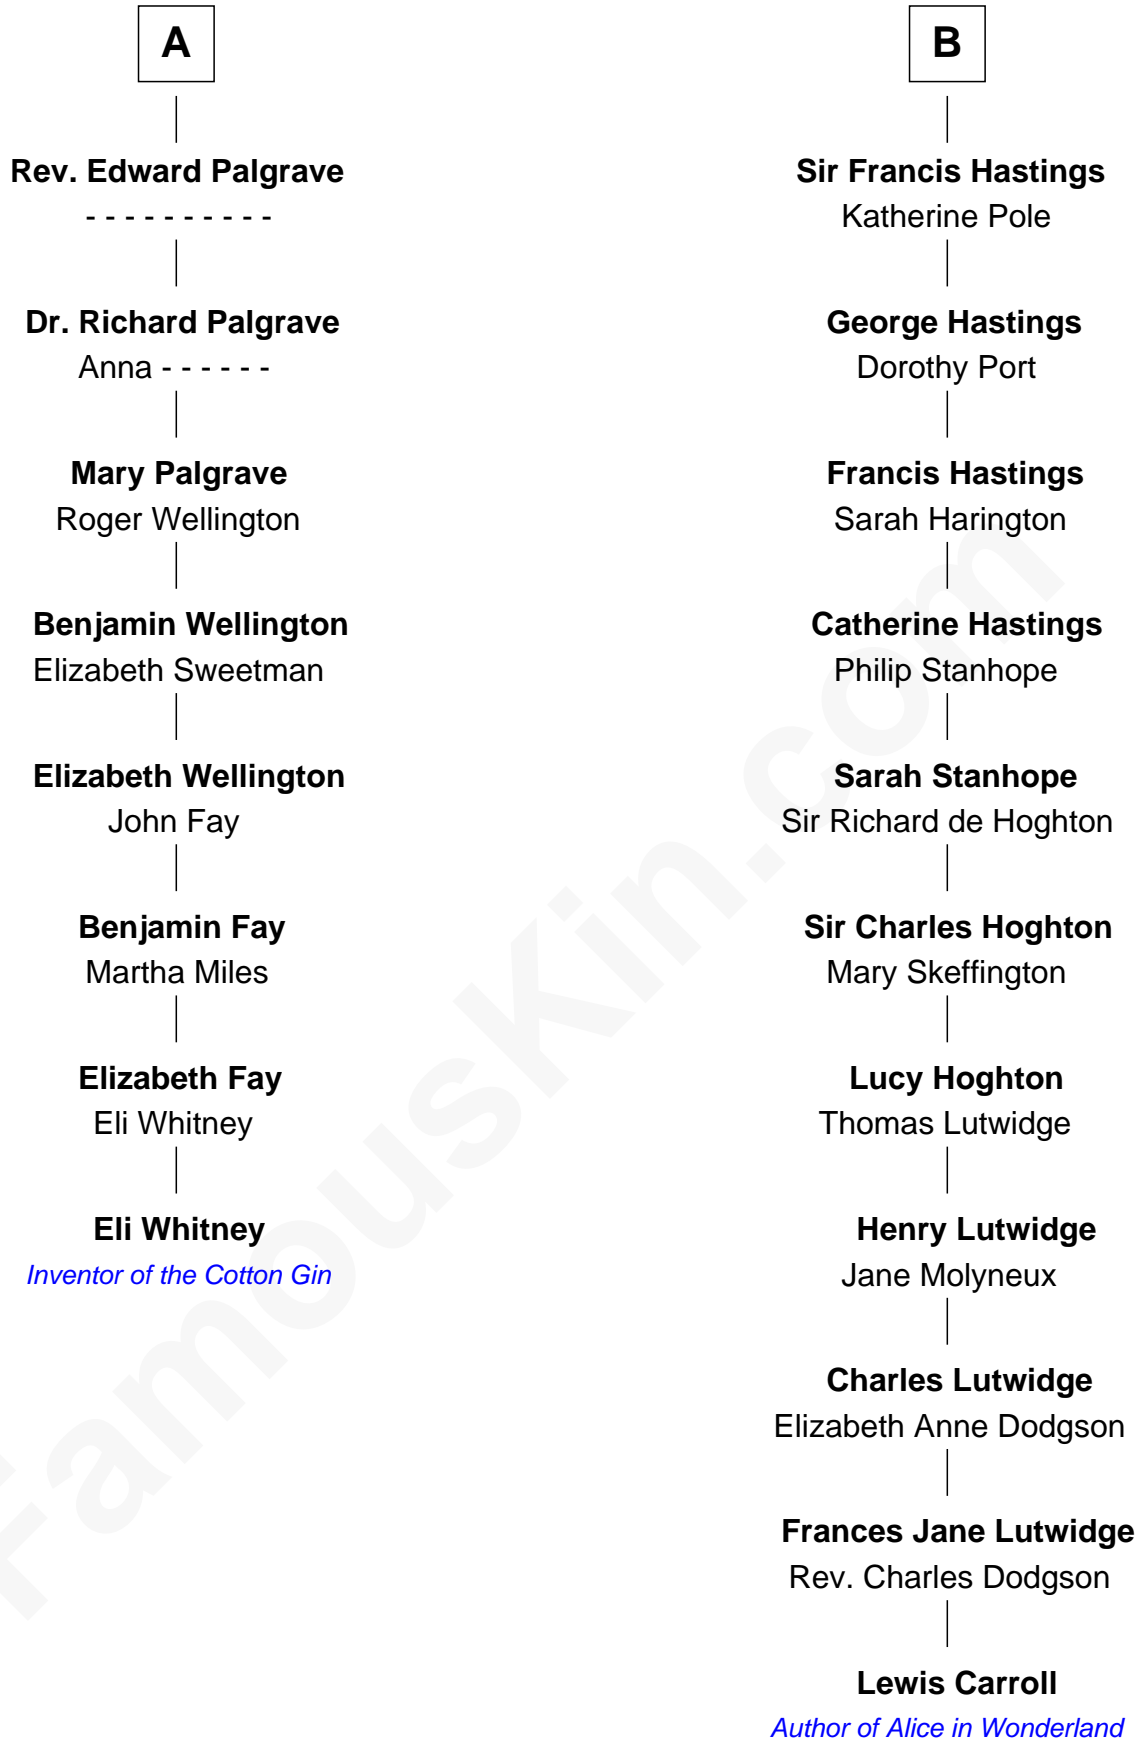 A
Rev. Edward Palgrave
- - - - - - - - - -
Dr. Richard Palgrave
Anna - - - - - -
Mary Palgrave
Roger Wellington
Benjamin Wellington
Elizabeth Sweetman
Elizabeth Wellington
John Fay
Benjamin Fay
Martha Miles
Elizabeth Fay
Eli Whitney
Eli Whitney
Inventor of the Cotton Gin
B
Sir Francis Hastings
Katherine Pole
George Hastings
Dorothy Port
Francis Hastings
Sarah Harington
Catherine Hastings
Philip Stanhope
Sarah Stanhope
Sir Richard de Hoghton
Sir Charles Hoghton
Mary Skeffington
Lucy Hoghton
Thomas Lutwidge
Henry Lutwidge
Jane Molyneux
Charles Lutwidge
Elizabeth Anne Dodgson
Frances Jane Lutwidge
Rev. Charles Dodgson
Lewis Carroll
Author of Alice in Wonderland
FamousKin.com